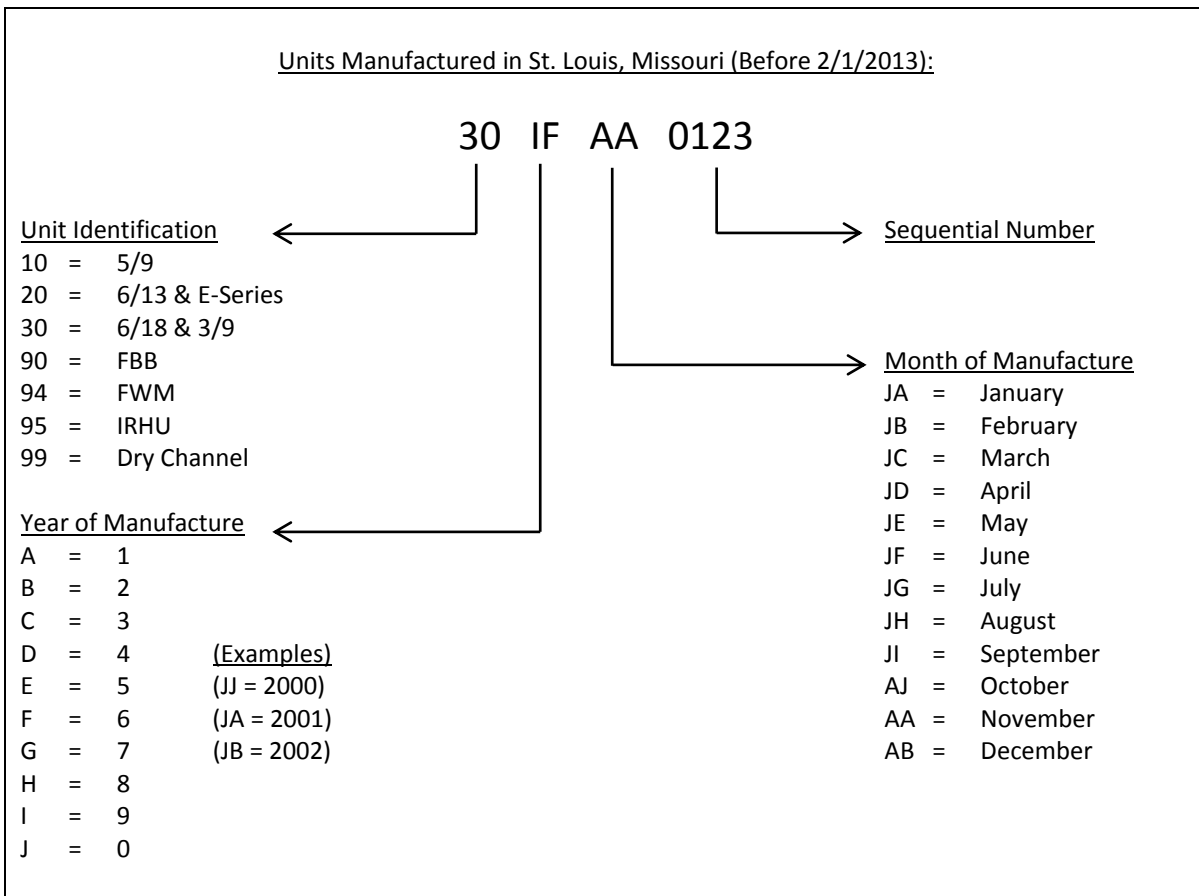 Units Manufactured in St. Louis, Missouri (Before 2/1/2013):
30 IF AA 0123
Unit Identification
10 = 5/9
20 = 6/13 & E-Series
30 = 6/18 & 3/9
90 = FBB
94 = FWM
95 = IRHU
99 = Dry Channel
Year of Manufacture
A = 1
B = 2
C = 3
D = 4 (Examples)
E = 5 (JJ = 2000)
F = 6 (JA = 2001)
G = 7 (JB = 2002)
H = 8
I = 9
J = 0
Sequential Number
Month of Manufacture
JA = January
JB = February
JC = March
JD = April
JE = May
JF = June
JG = July
JH = August
JI = September
AJ = October
AA = November
AB = December